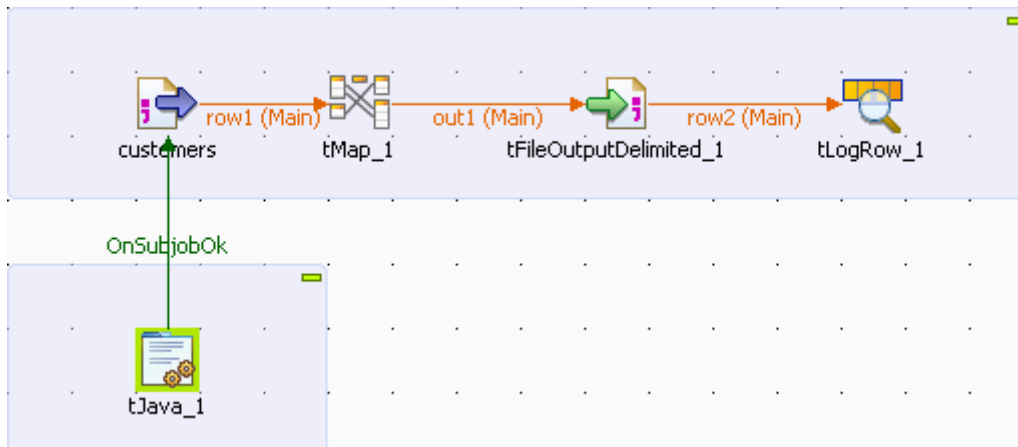 row1 (Main)
out1 (Main)
row2 (Main)
customers
tMap_1
tFileOutputDelimited_1
tLogRow_1
OnSubjobOk
tJava_1